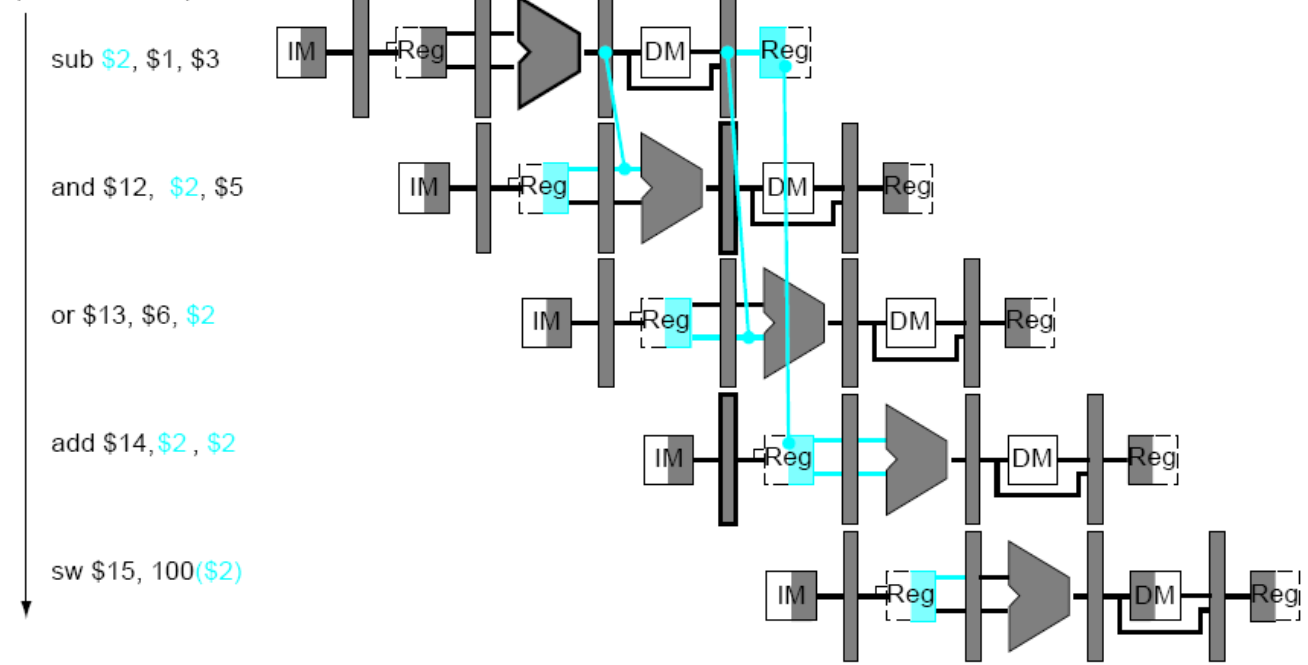 sub $2, $1, $3 IM Reg DM Reg
and $12, $2, $5 IM Reg DM Reg
or $13, $6, $2 IM Reg DM Reg
add $14,$2 , $2 IM Reg DM Reg
sw $15, 100($2) IM Reg DM Reg